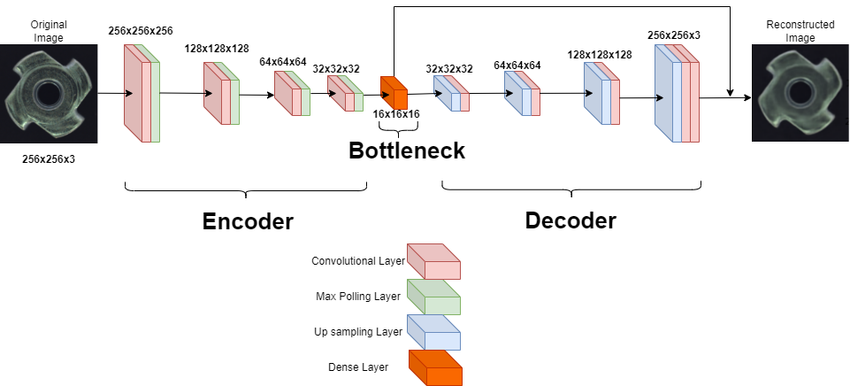 Original
Image
256x256x256
128x128x128
64x64x64
32x32x32
16x16x16
Bottleneck
32x32x32
64x64x64
128x128x128
256x256x3
Reconstructed
Image
256x256x3
Encoder
Decoder
Convolutional Layer
Max Polling Layer
Up sampling Layer
Dense Layer